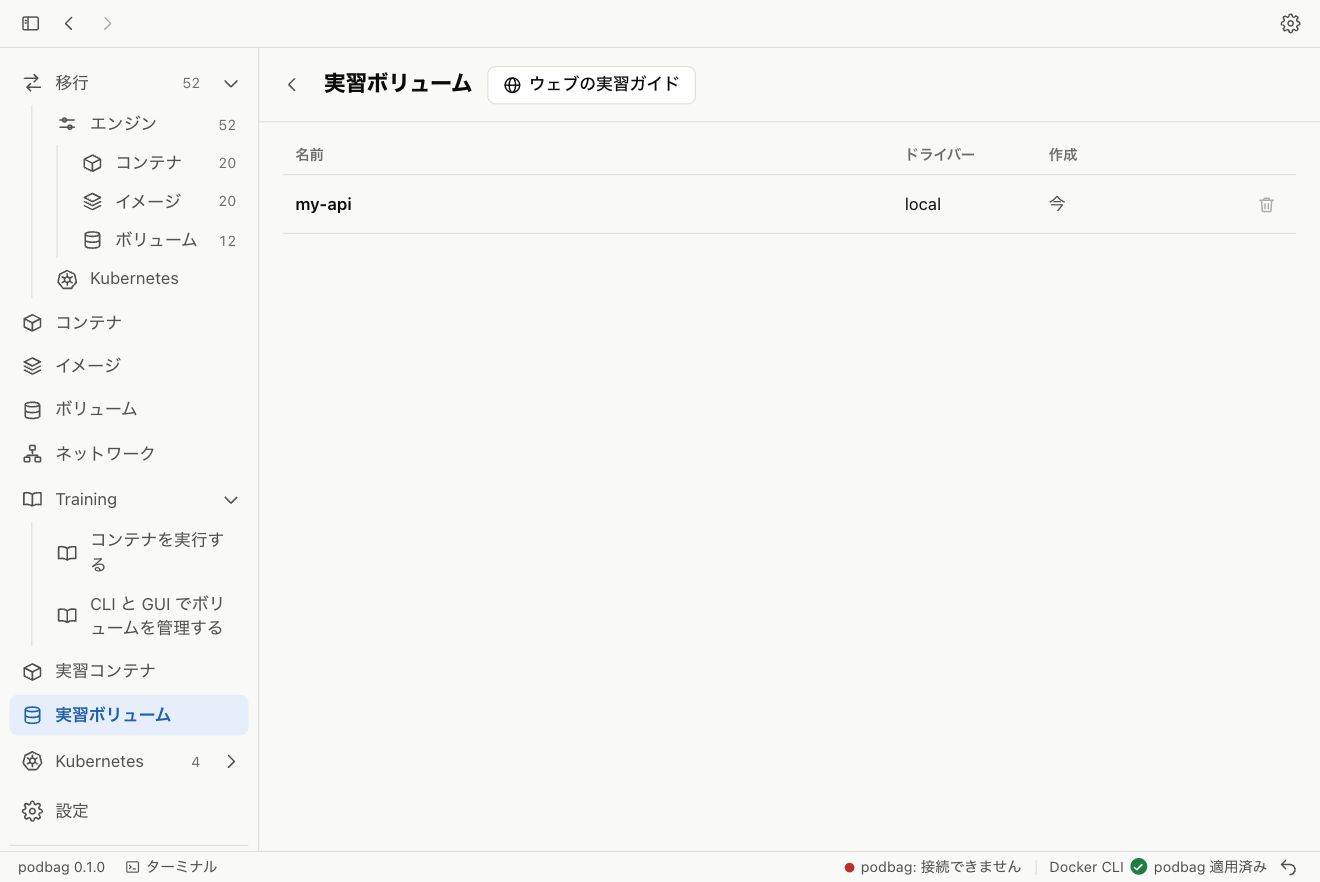 移行 52
エンジン 52
コンテナ 20
イメージ 20
ボリューム 12
Kubernetes
コンテナ
イメージ
ボリューム
ネットワーク
Training
コンテナを実行す
る
CLI と GUI でボリ
ュームを管理する
実習コンテナ
実習ボリューム
Kubernetes 4
設定
実習ボリューム ウェブの実習ガイド
名前 ドライバー 作成
my-api local 今
podbag 0.1.0 ターミナル podbag: 接続できません Docker CLI podbag 適用済み